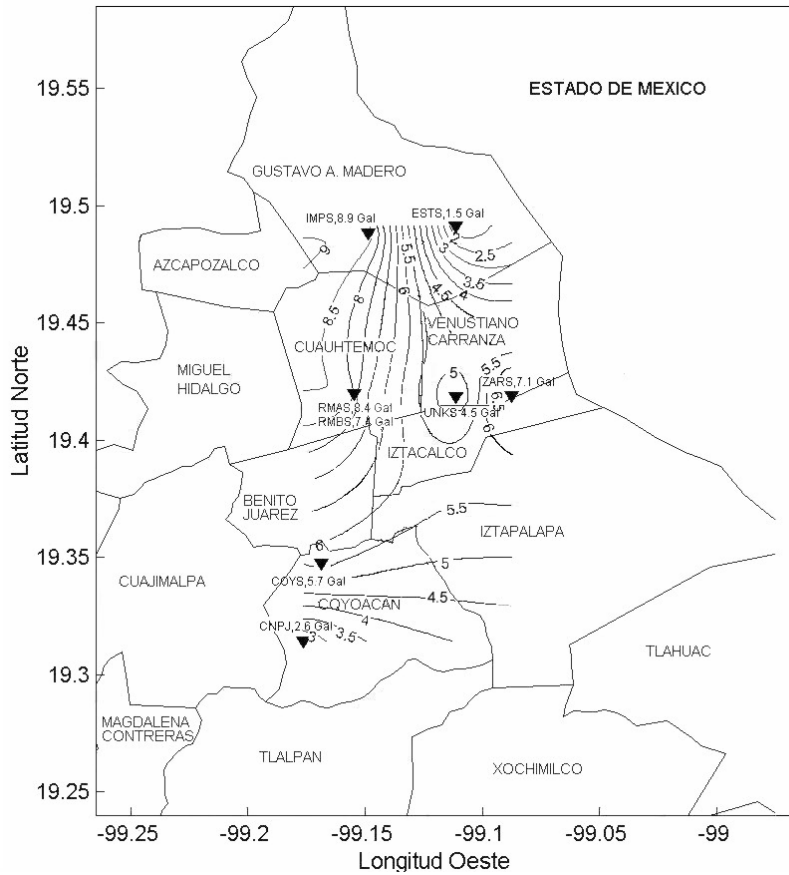 19.55
ESTADO DE MEXICO
GUSTAVO A. MADERO
19.5
IMPS,8.9 Gal
ESTS,1.5 Gal
2
5.5
3
2.5
9
AZCAPOZALCO
3.5
6
4.5
4
8
8.5
19.45
VENUSTIANO
CARRANZA
CUAUHTEMOC
MIGUEL
HIDALGO
5
5.5
ZARS,7.1 Gal
6.5
RMAS,8.4 Gal
UNKS 4.5 Gal
RMBS,7.4 Gal
6
19.4
IZTACALCO
BENITO
JUAREZ
5.5
IZTAPALAPA
6
19.35
5
CUAJIMALPA
COYS,5.7 Gal
4.5
COYOACAN
4
CNPJ,2.6 Gal
3
3.5
TLAHUAC
19.3
MAGDALENA
CONTRERAS
TLALPAN
XOCHIMILCO
19.25
-99.25
-99.2
-99.15
-99.1
-99.05
-99
Longitud Oeste
Latitud Norte